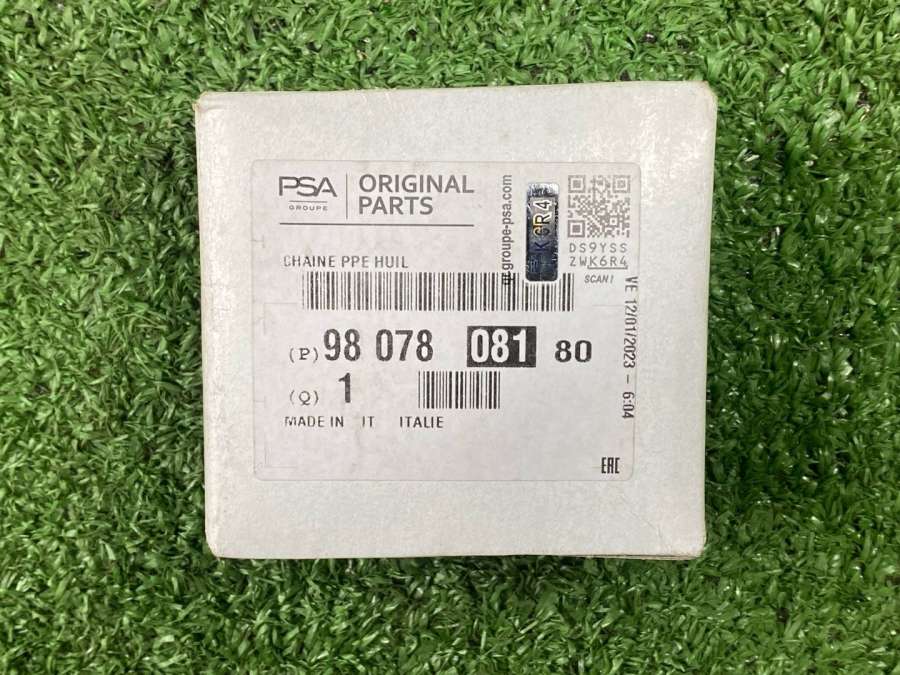 PSA
GROUPE
ORIGINAL
PARTS
groupe-psa.com
K6R4
DS9YSS
ZWK6R4
SCAN!
CHAINE PPE HUIL
VE 12/01/2023 - 6:04
(P) 98 078 081 80
(Q) 1
MADE IN IT ITALIE
EAC